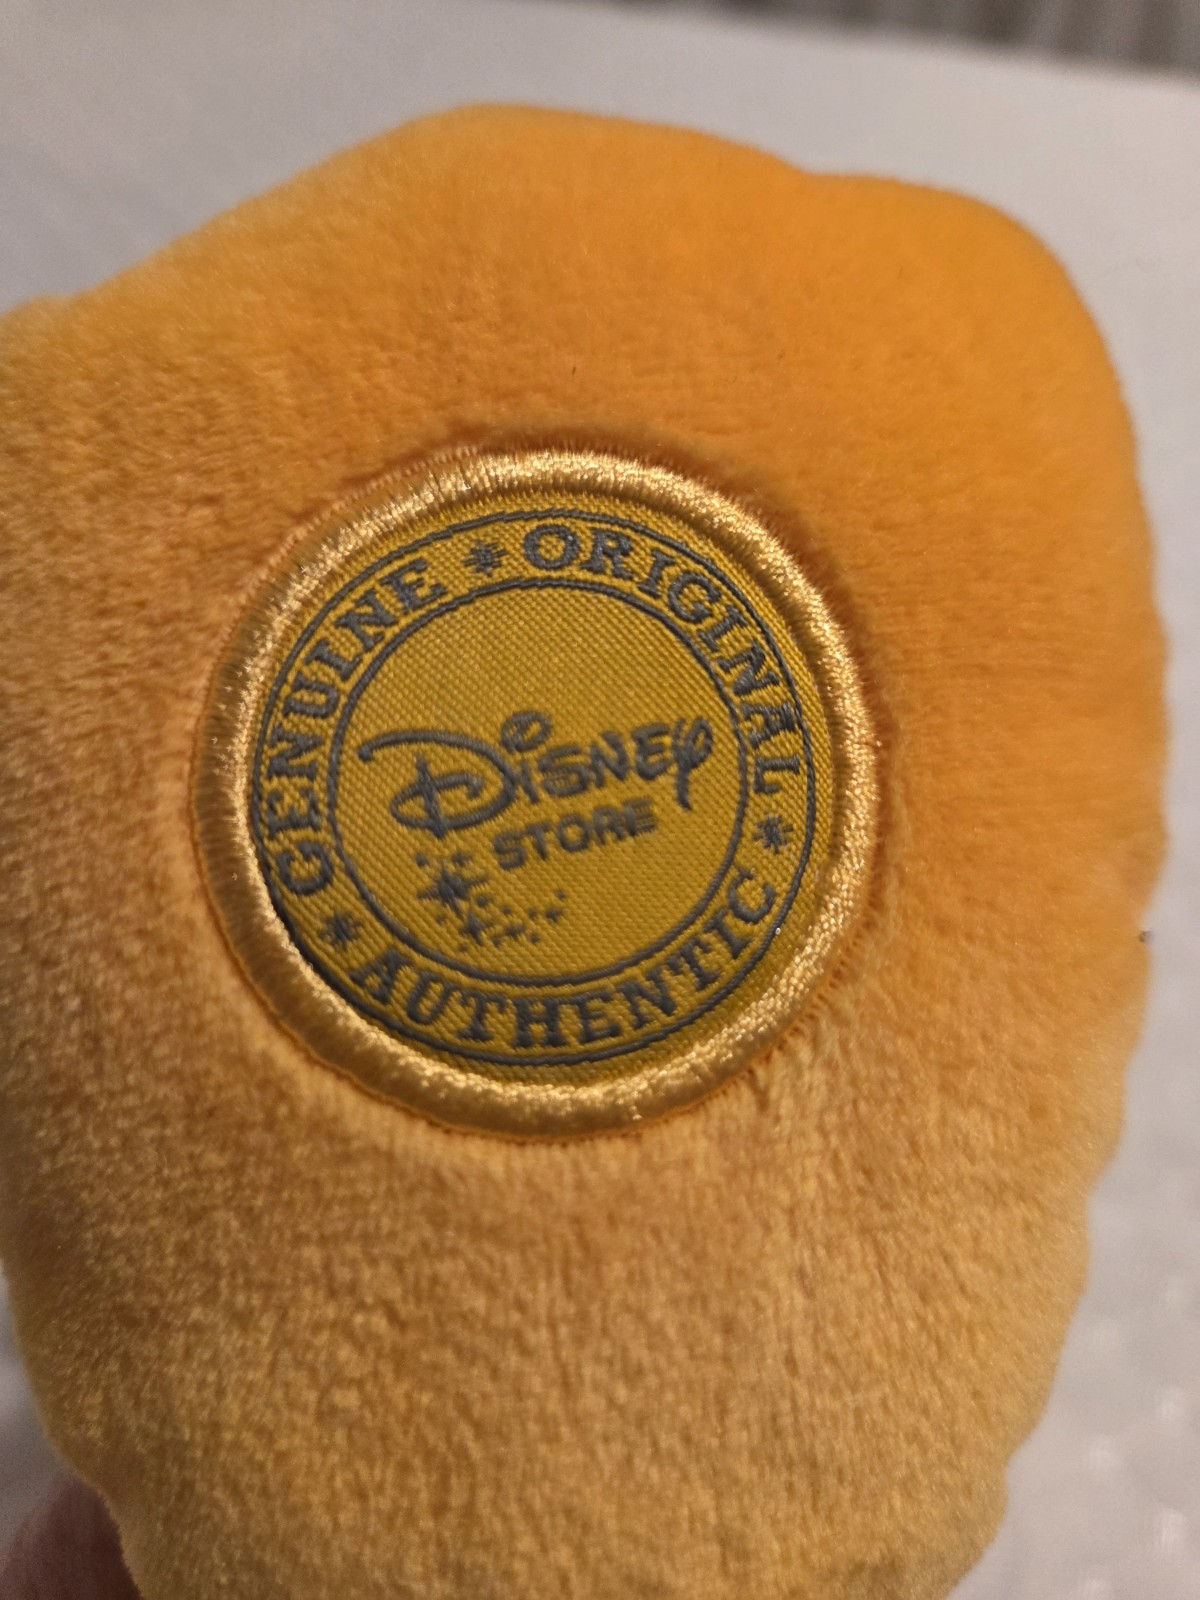 GENUINE * ORIGINAL * AUTHENTIC *
Disney
STORE